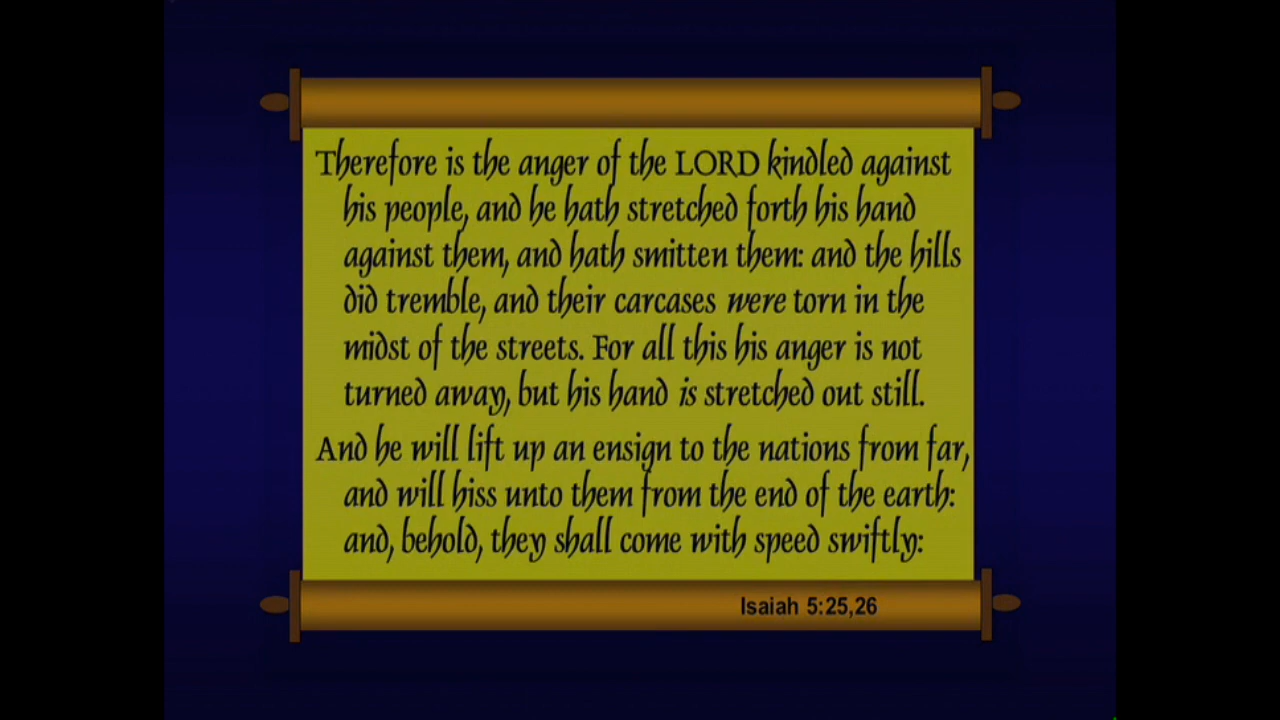 Therefore is the anger of the LORD kindled against
his people, and he hath stretched forth his hand
against them, and hath smitten them: and the hills
did tremble, and their carcases were torn in the
midst of the streets. For all this his anger is not
turned away, but his hand is stretched out still.
And he will lift up an ensign to the nations from far,
and will hiss unto them from the end of the earth:
and, behold, they shall come with speed swiftly:
Isaiah 5:25,26